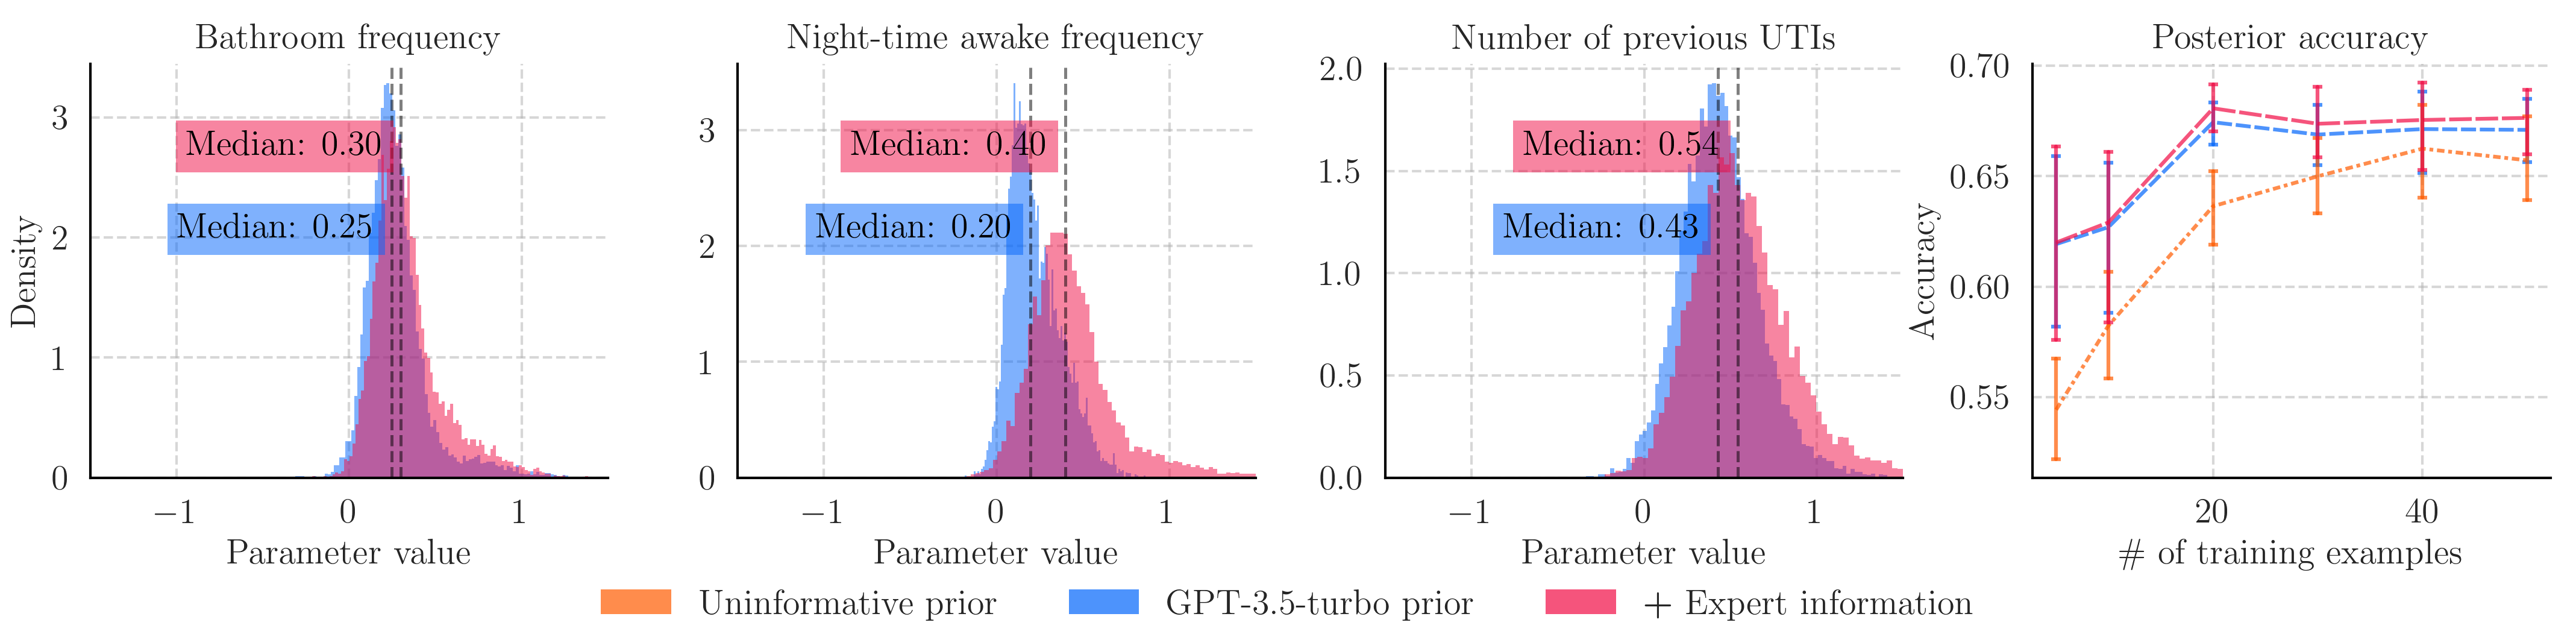 Bathroom frequency
Density
3
2
1
0
Median: 0.30
Median: 0.25
−1
0
1
Parameter value
Night-time awake frequency
3
2
1
0
Median: 0.40
Median: 0.20
−1
0
1
Parameter value
Number of previous UTIs
2.0
1.5
1.0
0.5
0.0
Median: 0.54
Median: 0.43
−1
0
1
Parameter value
Posterior accuracy
Accuracy
0.70
0.65
0.60
0.55
20
40
# of training examples
Uninformative prior
GPT-3.5-turbo prior
+ Expert information